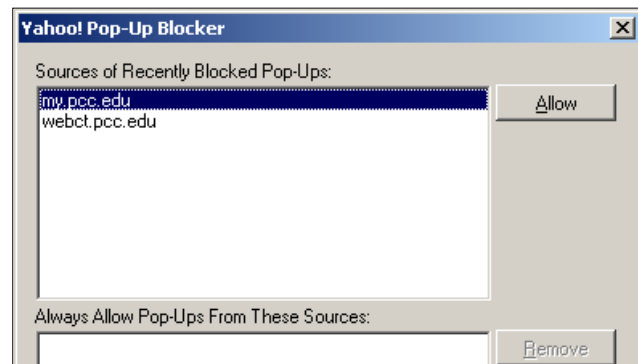 Yahoo! Pop-Up Blocker
Sources of Recently Blocked Pop-Ups:
my.pcc.edu
Allow
webct.pcc.edu
Always Allow Pop-Ups From These Sources:
Remove